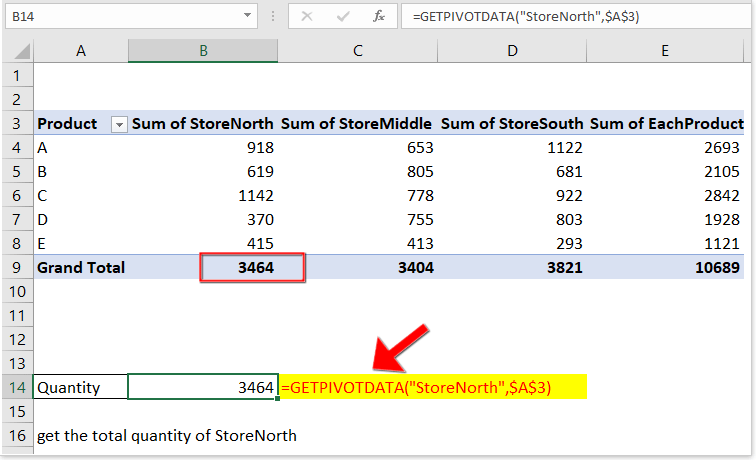 B14 fx =GETPIVOTDATA("StoreNorth",$A$3)
A B C D E
1
2
3 Product Sum of StoreNorth Sum of StoreMiddle Sum of StoreSouth Sum of EachProduct
4 A 918 653 1122 2693
5 B 619 805 681 2105
6 C 1142 778 922 2842
7 D 370 755 803 1928
8 E 415 413 293 1121
9 Grand Total 3464 3404 3821 10689
10
11
12
13
14 Quantity 3464 =GETPIVOTDATA("StoreNorth",$A$3)
15
16 get the total quantity of StoreNorth